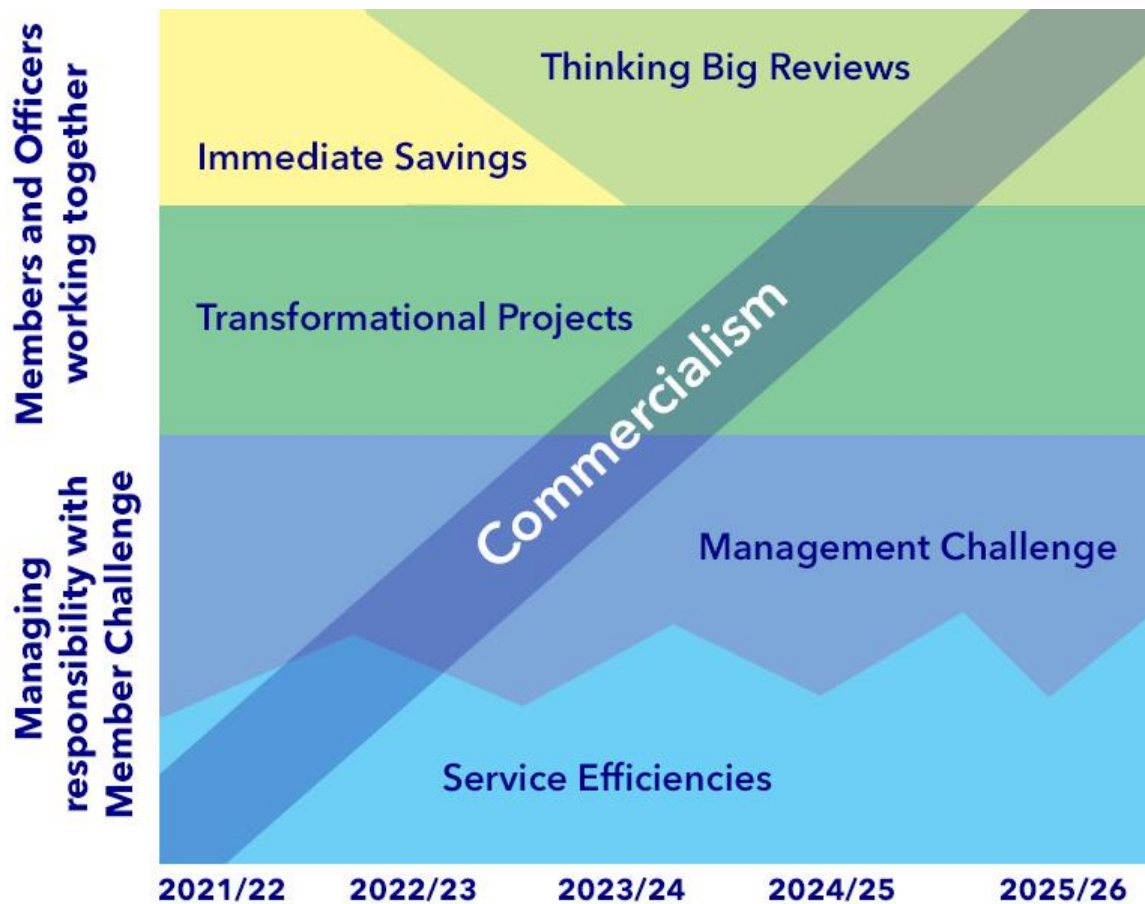 Members and Officers
working together
Managing
responsibility with
Member Challenge
Thinking Big Reviews
Immediate Savings
Transformational Projects
Commercialism
Management Challenge
Service Efficiencies
2021/22 2022/23 2023/24 2024/25 2025/26